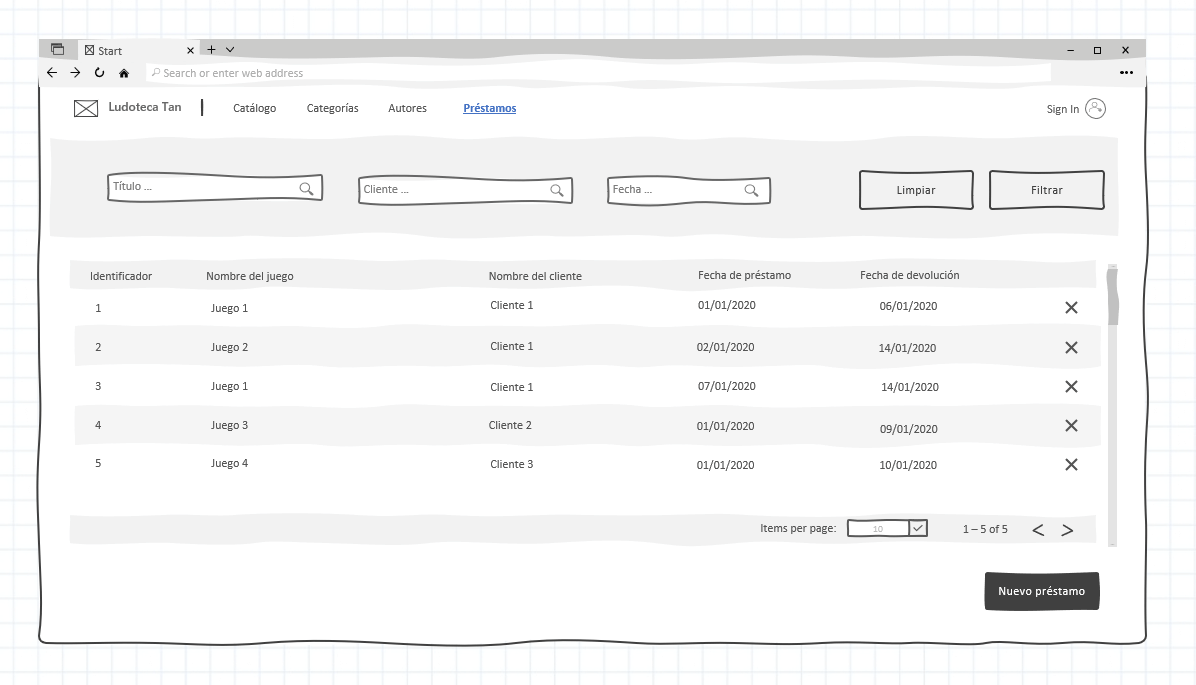 Start
Search or enter web address
Ludoteca Tan Catálogo Categorías Autores Préstamos Sign In
Título ... Cliente ... Fecha ... Limpiar Filtrar
Identificador Nombre del juego Nombre del cliente Fecha de préstamo Fecha de devolución
1 Juego 1 Cliente 1 01/01/2020 06/01/2020
2 Juego 2 Cliente 1 02/01/2020 14/01/2020
3 Juego 1 Cliente 1 07/01/2020 14/01/2020
4 Juego 3 Cliente 2 01/01/2020 09/01/2020
5 Juego 4 Cliente 3 01/01/2020 10/01/2020
Items per page: 10 1 – 5 of 5
Nuevo préstamo